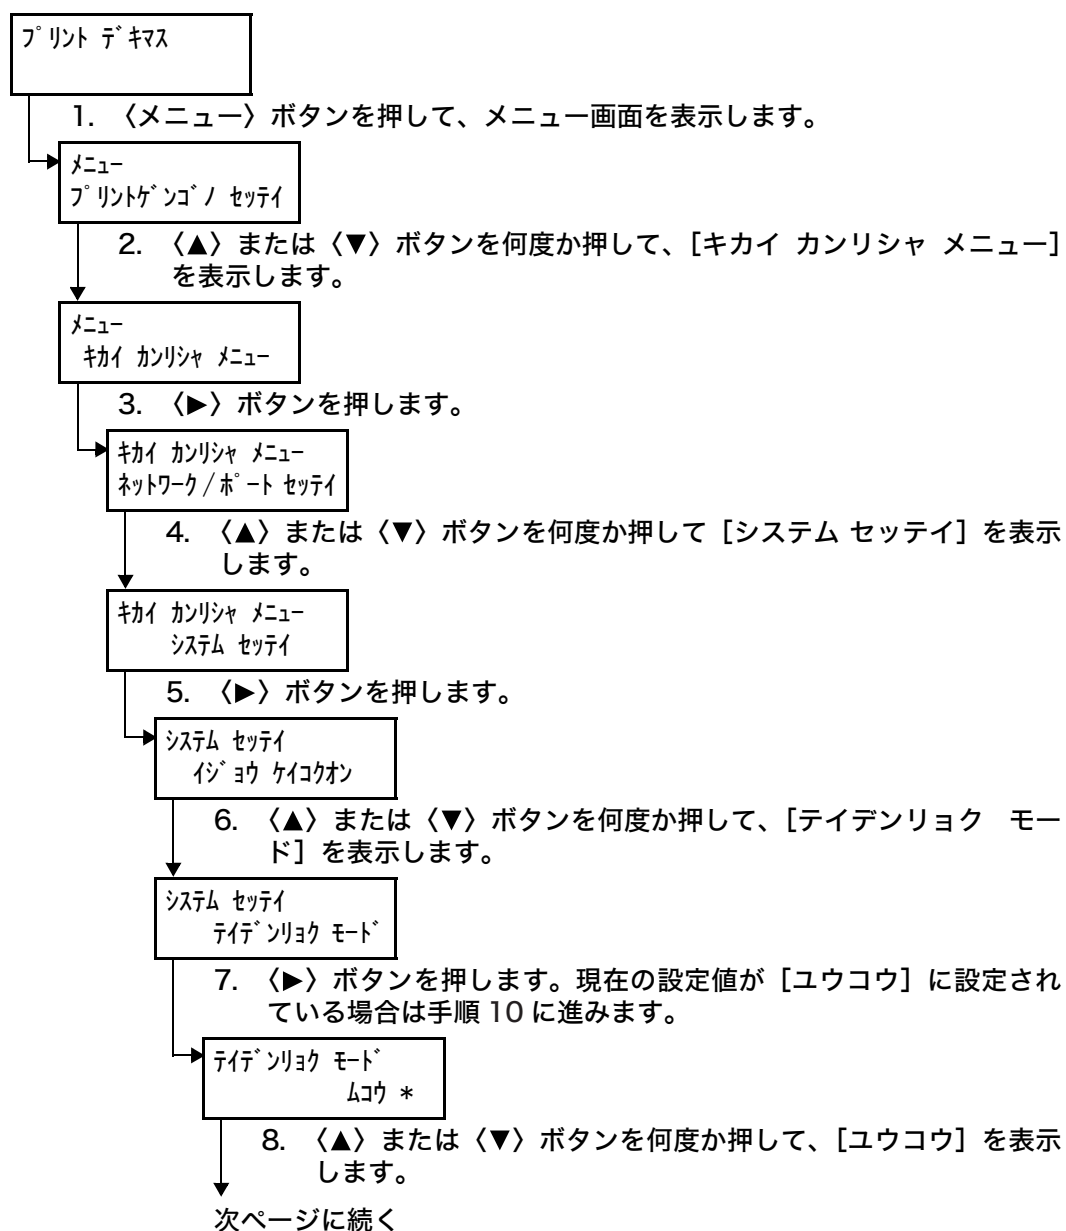 ﾌﾟﾘﾝﾄ ﾃﾞｷﾏｽ
1. 〈メニュー〉ボタンを押して、メニュー画面を表示します。
ﾒﾆｭｰ
ﾌﾟﾘﾝﾄｹﾞﾝｺﾞﾉ ｾｯﾃｲ
2. 〈▲〉または〈▼〉ボタンを何度か押して、［キカイ カンリシャ メニュー］
を表示します。
ﾒﾆｭｰ
ｷｶｲ ｶﾝﾘｼｬ ﾒﾆｭｰ
3. 〈▶〉ボタンを押します。
ｷｶｲ ｶﾝﾘｼｬ ﾒﾆｭｰ
ﾈｯﾄﾜｰｸ/ﾎﾟｰﾄ ｾｯﾃｲ
4. 〈▲〉または〈▼〉ボタンを何度か押して［システム セッテイ］を表示
します。
ｷｶｲ ｶﾝﾘｼｬ ﾒﾆｭｰ
ｼｽﾃﾑ ｾｯﾃｲ
5. 〈▶〉ボタンを押します。
ｼｽﾃﾑ ｾｯﾃｲ
ｲｼﾞｮｳ ｹｲｺｸｵﾝ
6. 〈▲〉または〈▼〉ボタンを何度か押して、［テイデンリョク　モー
ド］を表示します。
ｼｽﾃﾑ ｾｯﾃｲ
ﾃｲﾃﾞﾝﾘｮｸ ﾓｰﾄﾞ
7. 〈▶〉ボタンを押します。現在の設定値が［ユウコウ］に設定され
ている場合は手順 10 に進みます。
ﾃｲﾃﾞﾝﾘｮｸ ﾓｰﾄﾞ
ﾑｺｳ *
8. 〈▲〉または〈▼〉ボタンを何度か押して、［ユウコウ］を表示
します。
次ページに続く